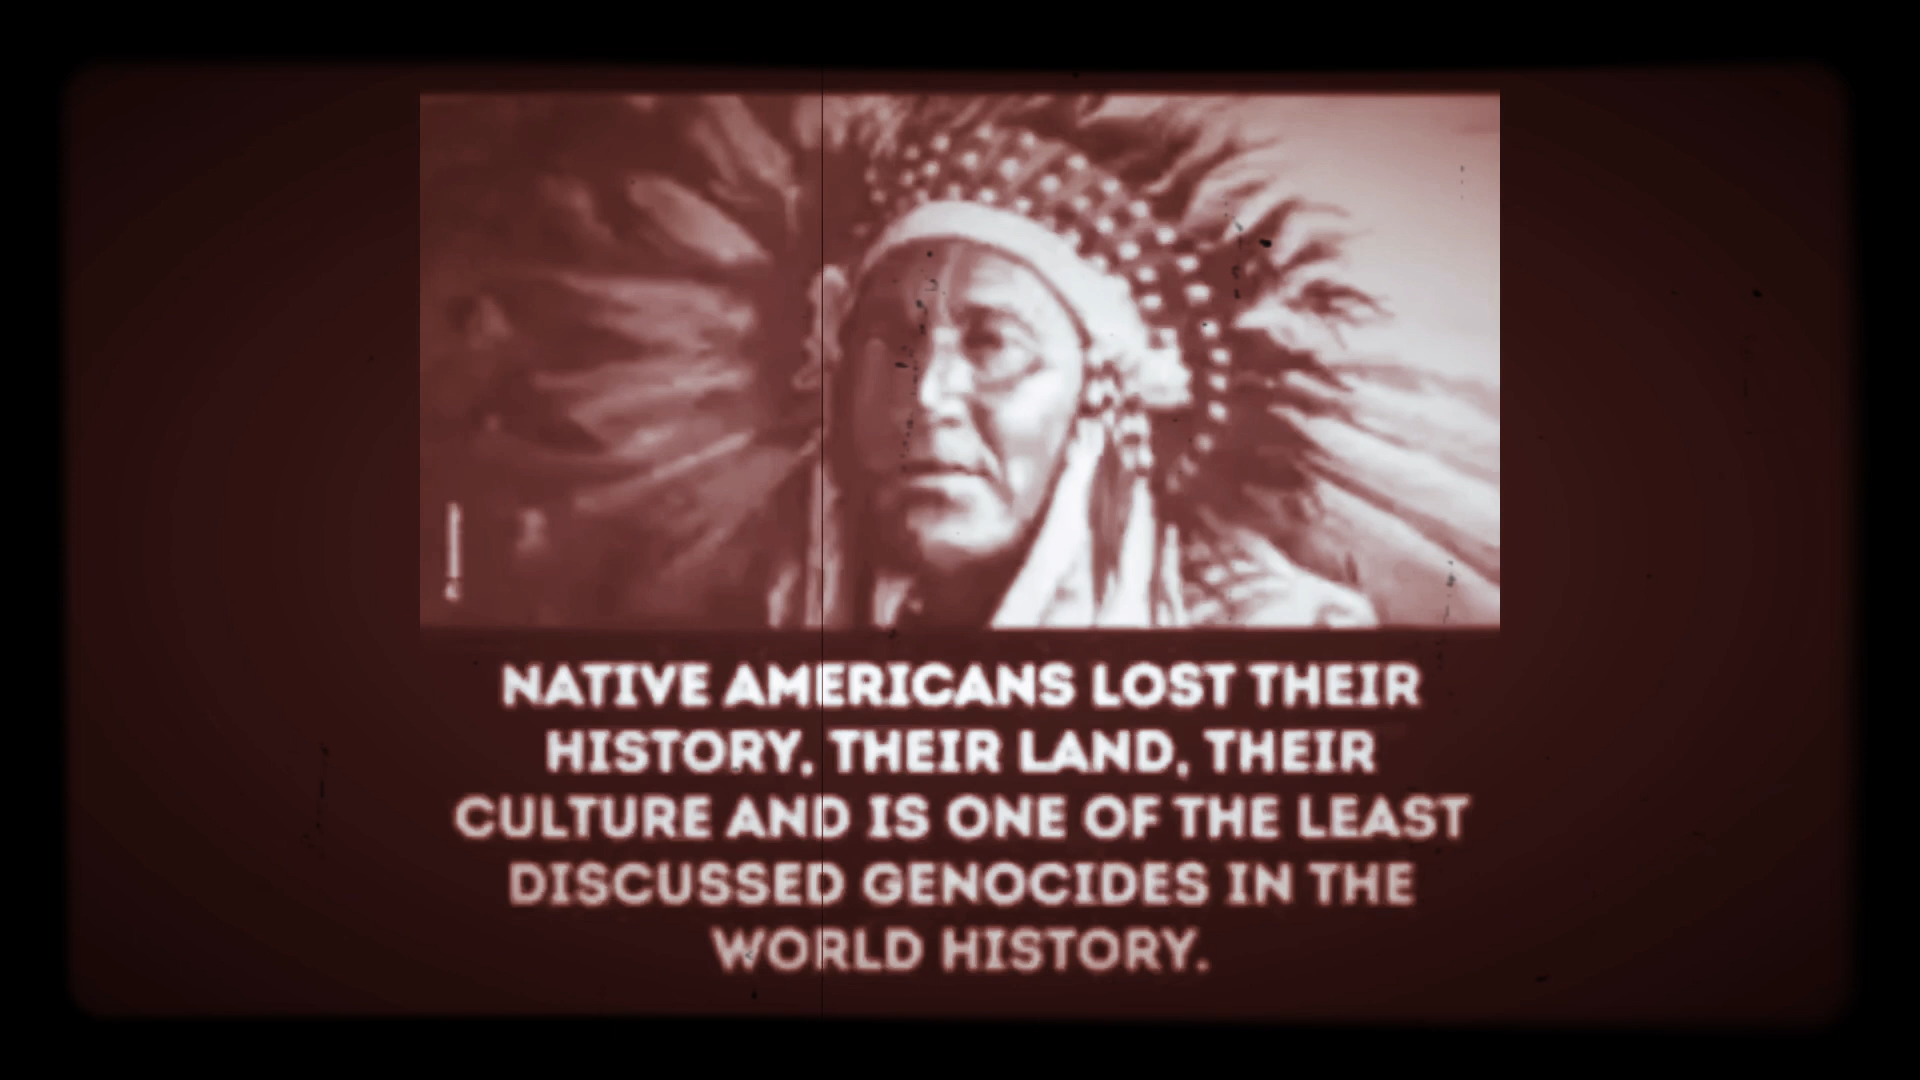 NATIVE AMERICANS LOST THEIR
HISTORY, THEIR LAND, THEIR
CULTURE AND IS ONE OF THE LEAST
DISCUSSED GENOCIDES IN THE
WORLD HISTORY.